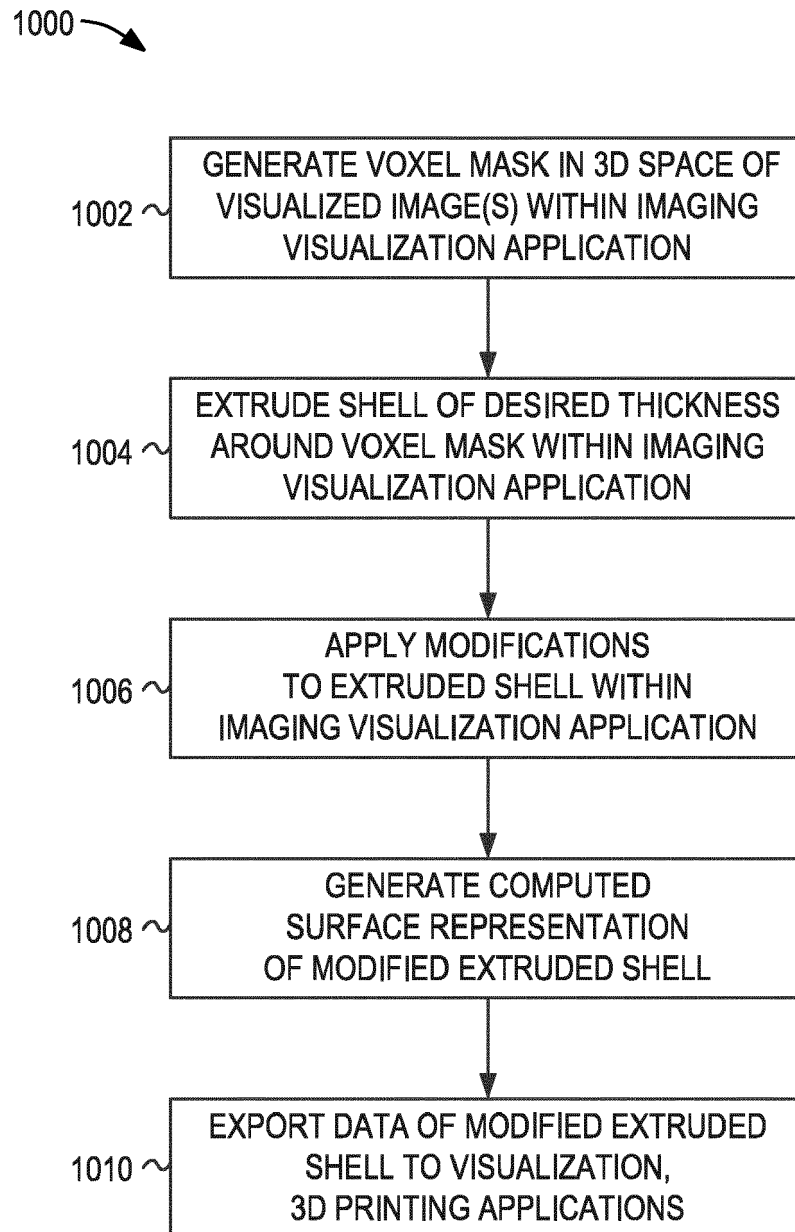 1000
GENERATE VOXEL MASK IN 3D SPACE OF
1002
VISUALIZED IMAGE(S) WITHIN IMAGING
VISUALIZATION APPLICATION
EXTRUDE SHELL OF DESIRED THICKNESS
1004
AROUND VOXEL MASK WITHIN IMAGING
VISUALIZATION APPLICATION
APPLY MODIFICATIONS
1006
TO EXTRUDED SHELL WITHIN
IMAGING VISUALIZATION APPLICATION
GENERATE COMPUTED
1008
SURFACE REPRESENTATION
OF MODIFIED EXTRUDED SHELL
EXPORT DATA OF MODIFIED EXTRUDED
1010
SHELL TO VISUALIZATION,
3D PRINTING APPLICATIONS